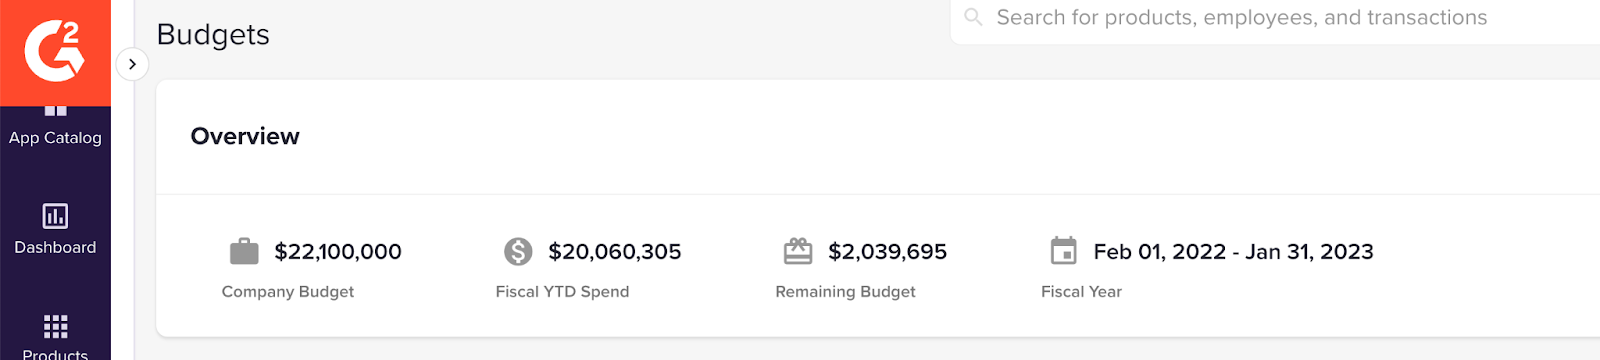 G2
App Catalog
Dashboard
Products
Budgets
Search for products, employees, and transactions
Overview
$22,100,000
Company Budget
$20,060,305
Fiscal YTD Spend
$2,039,695
Remaining Budget
Feb 01, 2022 - Jan 31, 2023
Fiscal Year